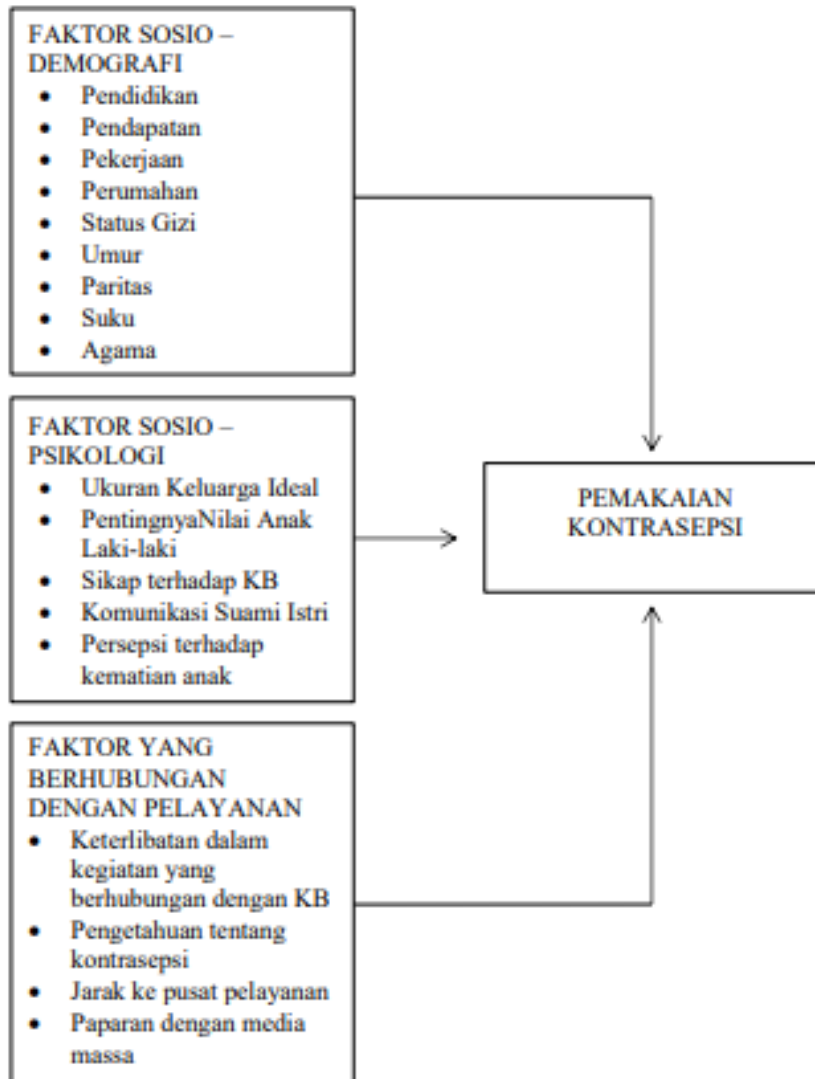 FAKTOR SOSIO –
DEMOGRAFI
• Pendidikan
• Pendapatan
• Pekerjaan
• Perumahan
• Status Gizi
• Umur
• Paritas
• Suku
• Agama
FAKTOR SOSIO –
PSIKOLOGI
• Ukuran Keluarga Ideal
• PentingnyaNilai Anak
Laki-laki
• Sikap terhadap KB
• Komunikasi Suami Istri
• Persepsi terhadap
kematian anak
FAKTOR YANG
BERHUBUNGAN
DENGAN PELAYANAN
• Keterlibatan dalam
kegiatan yang
berhubungan dengan KB
• Pengetahuan tentang
kontrasepsi
• Jarak ke pusat pelayanan
• Paparan dengan media
massa
PEMAKAIAN
KONTRASEPSI